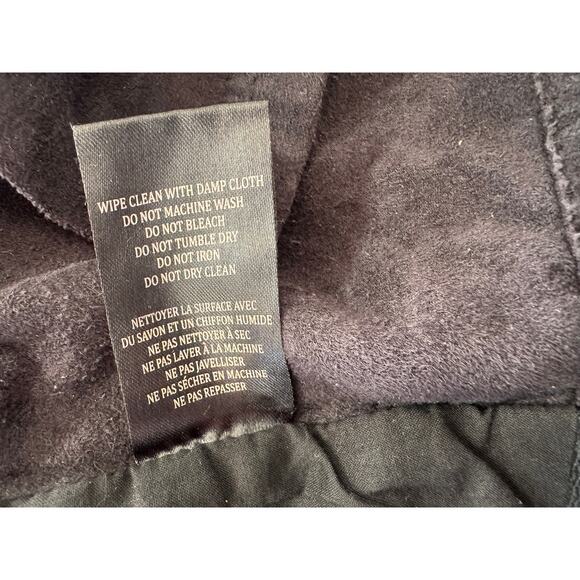 WIPE CLEAN WITH DAMP CLOTH
DO NOT MACHINE WASH
DO NOT BLEACH
DO NOT TUMBLE DRY
DO NOT IRON
DO NOT DRY CLEAN
NETTOYER LA SURFACE AVEC
DU SAVON ET UN CHIFFON HUMIDE
NE PAS NETTOYER À SEC
NE PAS LAVER À LA MACHINE
NE PAS JAVELLISER
NE PAS SÉCHER EN MACHINE
NE PAS REPASSER